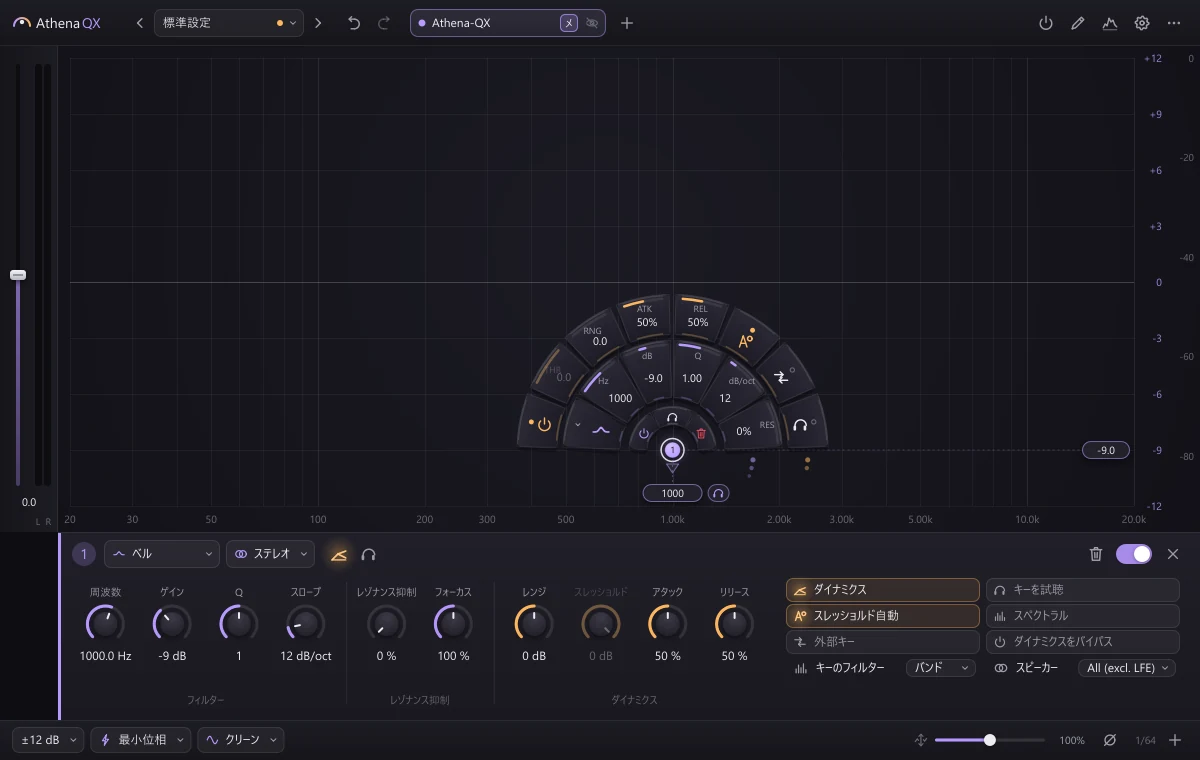 AthenaQX
標準設定
Athena-QX
メ
+12
0
+9
-20
+6
+3
-40
0
-3
-60
-6
-9
-80
-12
ATK
50%
REL
50%
RNG
0.0
A
THR
0.0
dB
-9.0
Q
1.00
Hz
1000
dB/oct
12
0%
RES
1
-9.0
1000
0.0
L R
20
30
50
100
200
300
500
1.00k
2.00k
3.00k
5.00k
10.0k
20.0k
1
ベル
ステレオ
周波数
ゲイン
Q
スロープ
レゾナンス抑制
フォーカス
レンジ
スレッショルド
アタック
リリース
1000.0 Hz
-9 dB
1
12 dB/oct
0 %
100 %
0 dB
0 dB
50 %
50 %
フィルター
レゾナンス抑制
ダイナミクス
ダイナミクス
キーを試聴
A スレッショルド自動
スペクトラル
外部キー
ダイナミクスをバイパス
キーのフィルター
バンド
スピーカー
All (excl. LFE)
±12 dB
最小位相
クリーン
100%
1/64